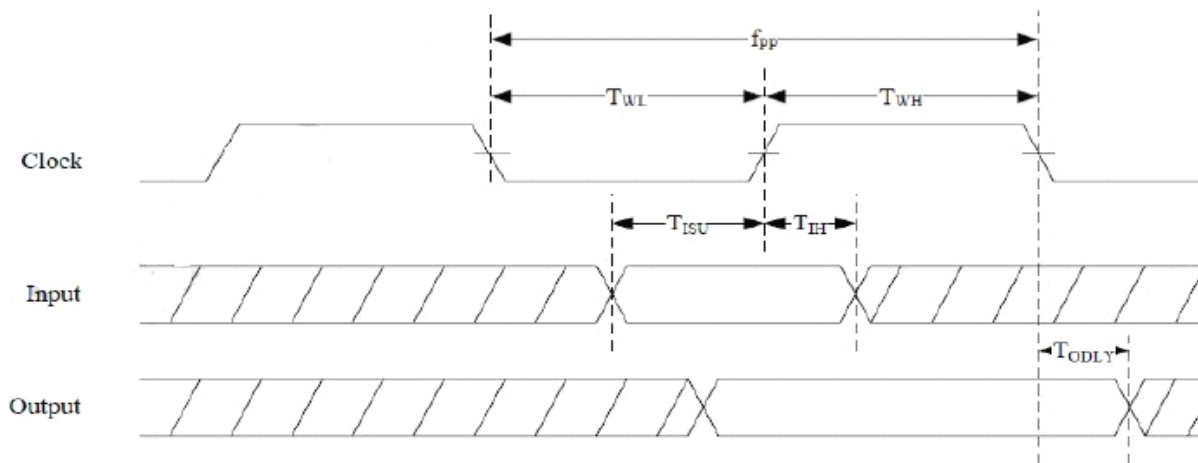 fPP
TWL
TWH
Clock
TISU
TIH
Input
TODLY
Output